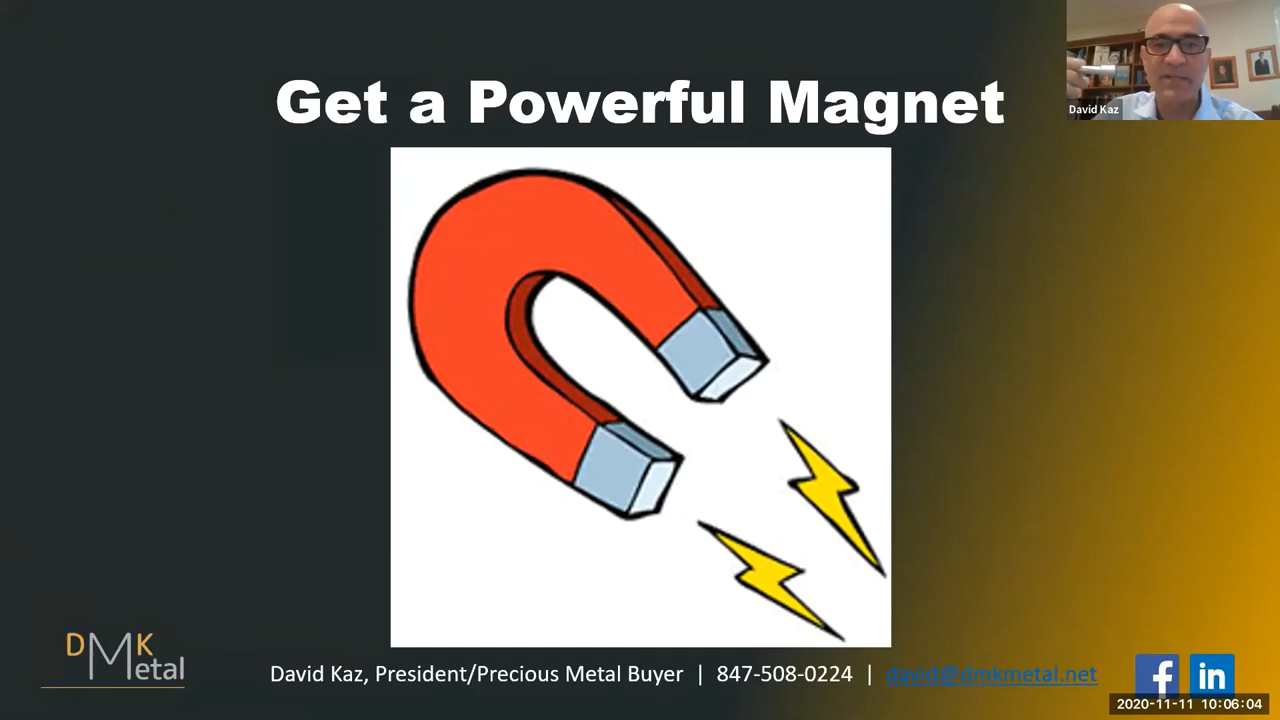 Get a Powerful Magnet
David Kaz
DMK
Metal
David Kaz, President/Precious Metal Buyer | 847-508-0224 | david@dmkmetal.net
f in
2020-11-11 10:06:04